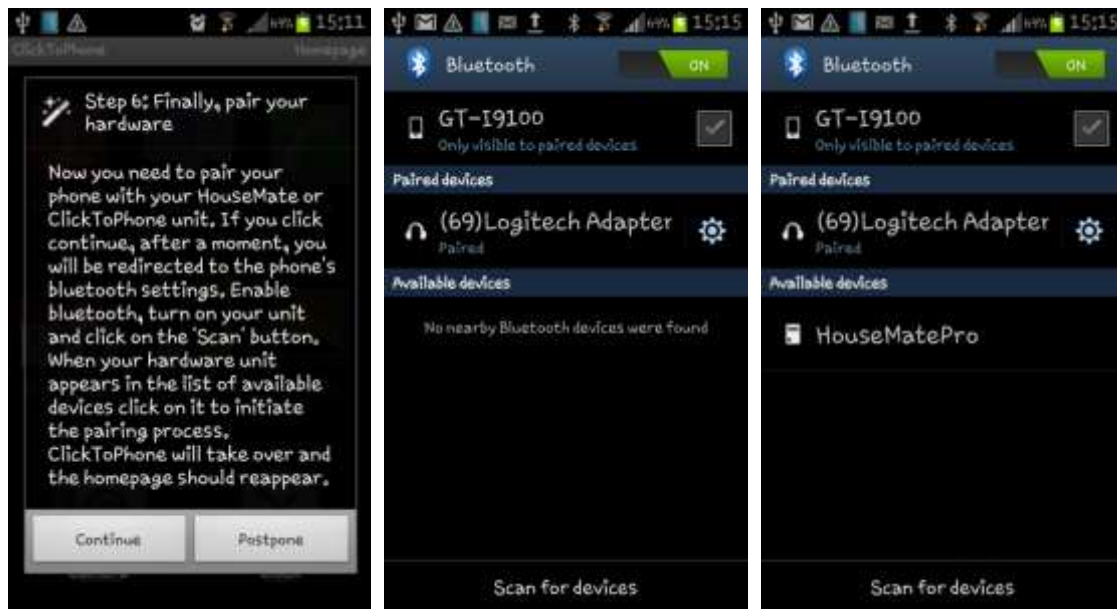 15:11
ClickToPhone Homepage
Step 6: Finally, pair your
hardware
Now you need to pair your
phone with your HouseMate or
ClickToPhone unit. If you click
continue, after a moment, you
will be redirected to the phone's
bluetooth settings. Enable
bluetooth, turn on your unit
and click on the 'Scan' button.
When your hardware unit
appears in the list of available
devices click on it to initiate
the pairing process.
ClickToPhone will take over and
the homepage should reappear.
Continue Postpone
15:15
Bluetooth ON
GT-I9100
Only visible to paired devices
Paired devices
(69)Logitech Adapter
Paired
Available devices
No nearby Bluetooth devices were found
Scan for devices
15:15
Bluetooth ON
GT-I9100
Only visible to paired devices
Paired devices
(69)Logitech Adapter
Paired
Available devices
HouseMatePro
Scan for devices